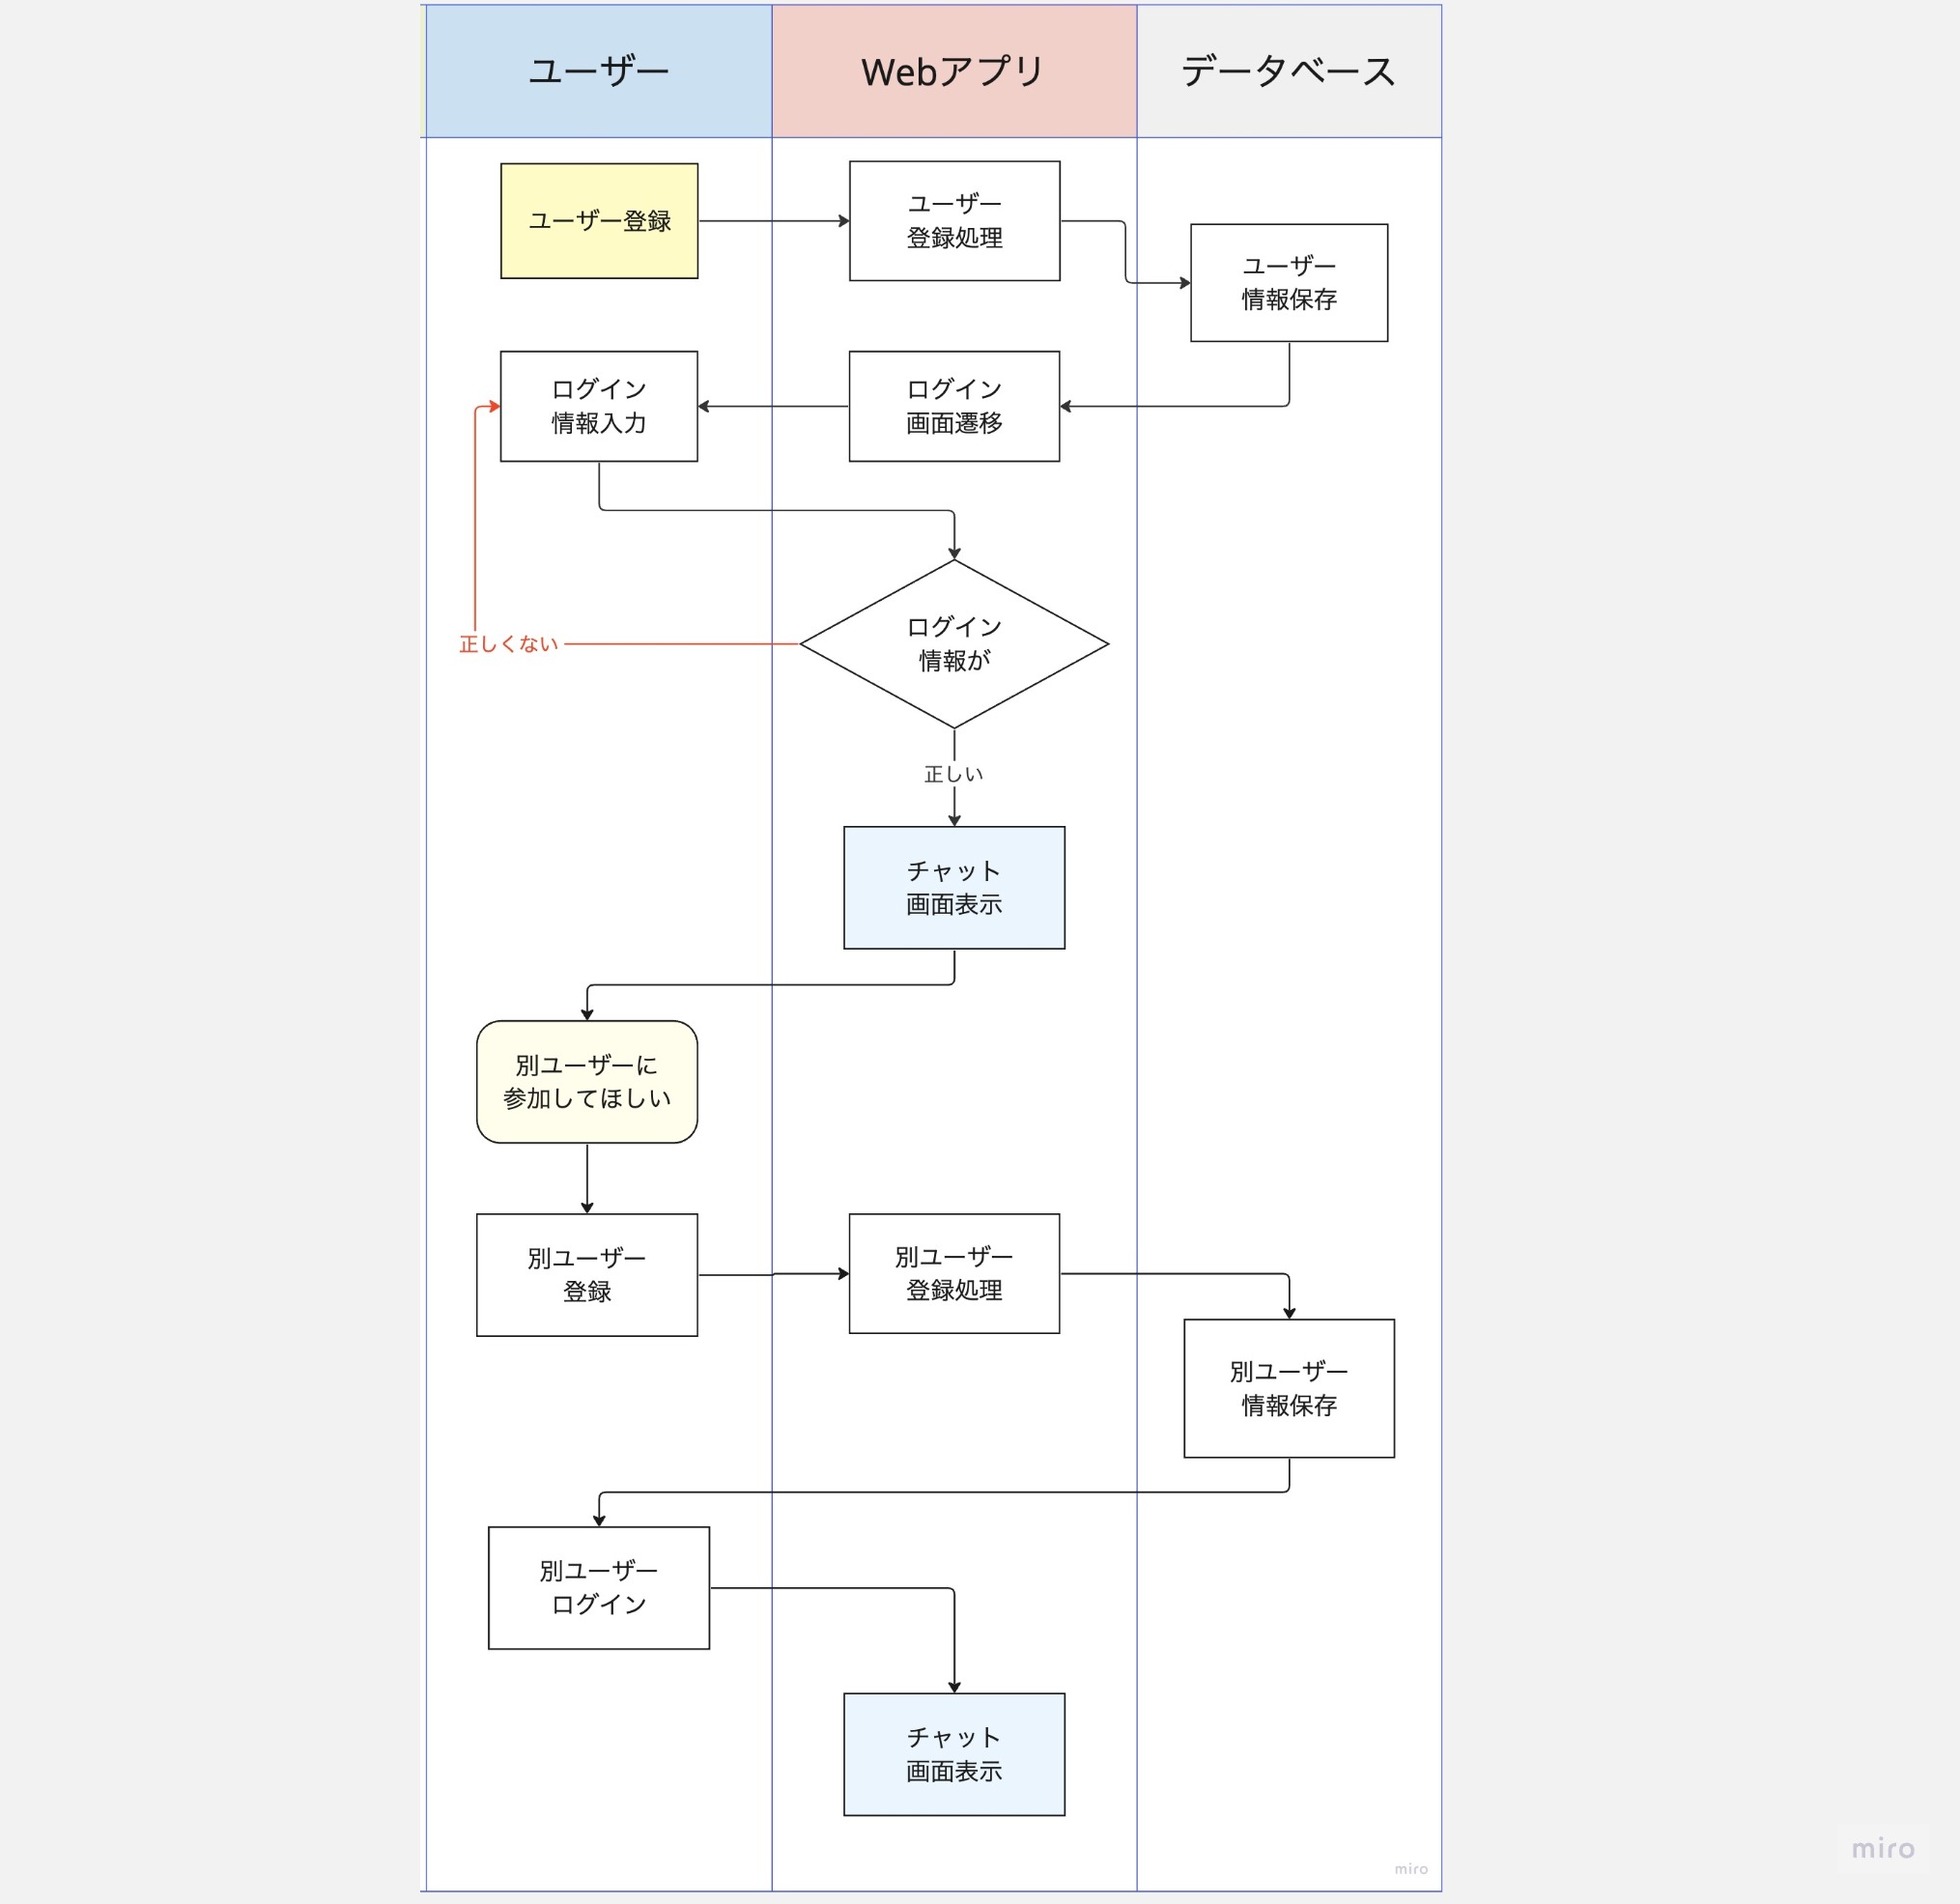 ユーザー
Webアプリ
データベース
ユーザー登録
ユーザー
登録処理
ユーザー
情報保存
ログイン
情報入力
ログイン
画面遷移
ログイン
情報が
正しくない
正しい
チャット
画面表示
別ユーザーに
参加してほしい
別ユーザー
登録
別ユーザー
登録処理
別ユーザー
情報保存
別ユーザー
ログイン
チャット
画面表示
miro
miro